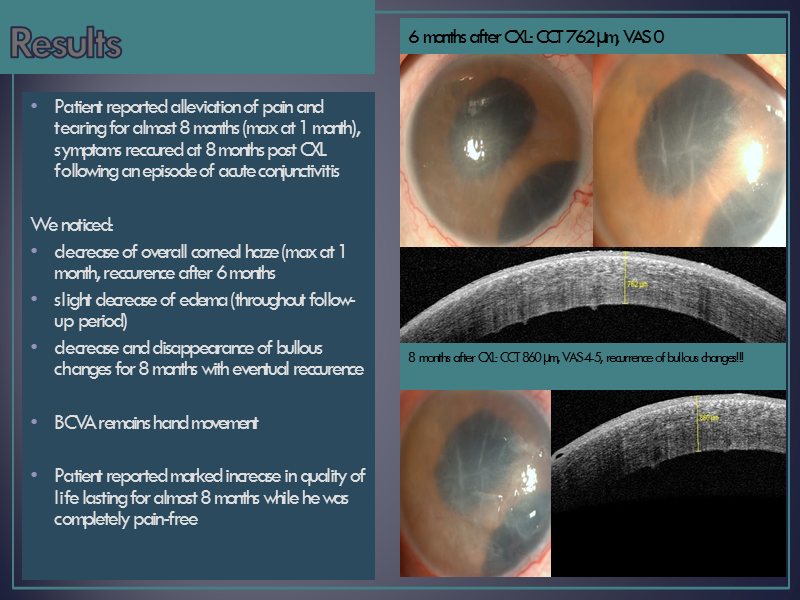 Results
• Patient reported alleviation of pain and
tearing for almost 8 months (max at 1 month),
symptoms reccured at 8 months post CXL
following an episode of acute conjunctivitis
We noticed:
• decrease of overall corneal haze (max at 1
month, reccurence after 6 months
• slight decrease of edema (throughout follow-
up period)
• decrease and disappearance of bullous
changes for 8 months with eventual reccurence
• BCVA remains hand movement
• Patient reported marked increase in quality of
life lasting for almost 8 months while he was
completely pain-free
6 months after CXL: CCT 762 µm, VAS 0
762 µm
8 months after CXL: CCT 860 µm, VAS 4-5, recurrence of bullous changes!!!